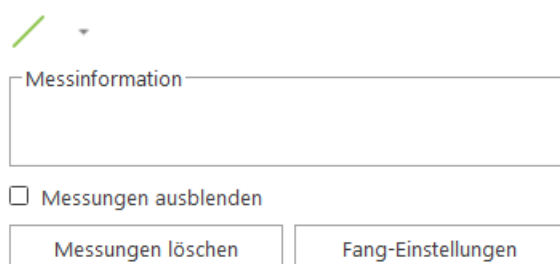 Messinformation
Messungen ausblenden
Messungen löschen Fang-Einstellungen